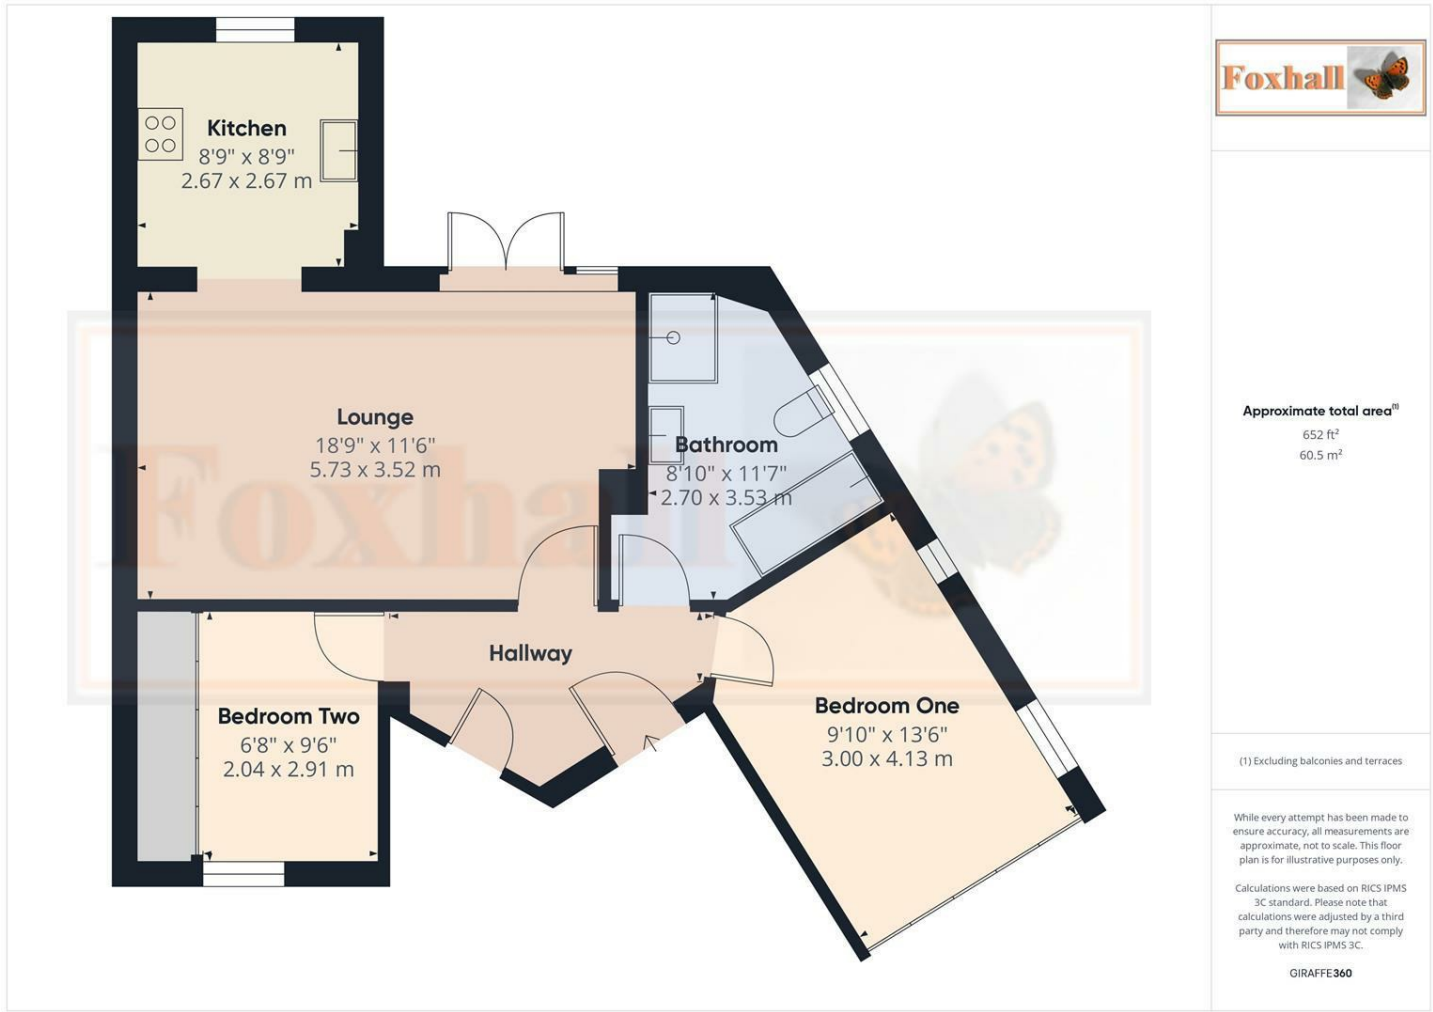 Kitchen
8'9" x 8'9"
2.67 x 2.67 m
Lounge
18'9" x 11'6"
5.73 x 3.52 m
Bathroom
8'10" x 11'7"
2.70 x 3.53 m
Hallway
Bedroom Two
6'8" x 9'6"
2.04 x 2.91 m
Bedroom One
9'10" x 13'6"
3.00 x 4.13 m
Foxhall
Foxhall
Approximate total area(1)
652 ft²
60.5 m²
(1) Excluding balconies and terraces
While every attempt has been made to
ensure accuracy, all measurements are
approximate, not to scale. This floor
plan is for illustrative purposes only.
Calculations were based on RICS IPMS
3C standard. Please note that
calculations were adjusted by a third
party and therefore may not comply
with RICS IPMS 3C.
GIRAFFE360